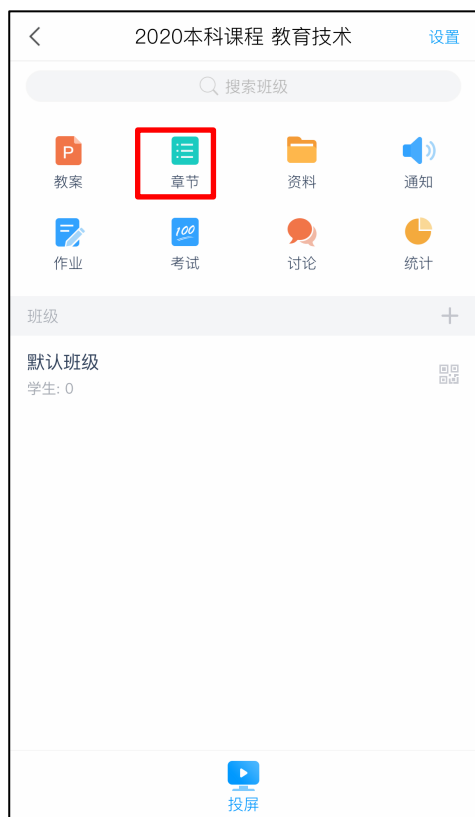 2020本科课程 教育技术 设置
搜索班级
P
教案 章节 资料 通知
100
作业 考试 讨论 统计
班级
默认班级
学生: 0
投屏